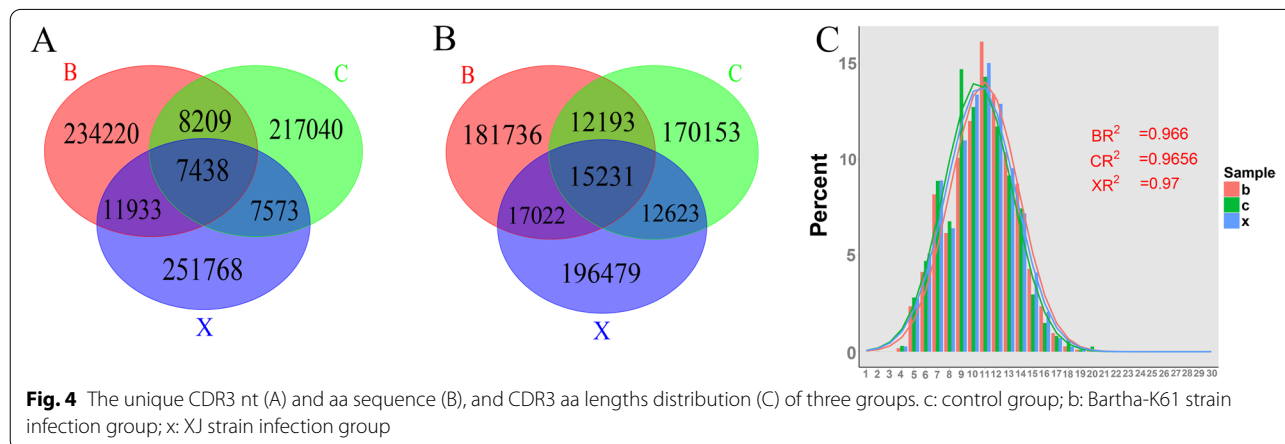 A
B
C
234220
8209
217040
7438
11933
7573
251768
X
B
B
C
181736
12193
170153
15231
17022
12623
196479
X
C
Percent
15
10
5
0
BR² =0.966
CR² =0.9656
XR² =0.97
Sample
b
c
x
1 2 3 4 5 6 7 8 9 10 11 12 13 14 15 16 17 18 19 20 21 22 23 24 25 26 27 28 29 30
Fig. 4 The unique CDR3 nt (A) and aa sequence (B), and CDR3 aa lengths distribution (C) of three groups. c: control group; b: Bartha-K61 strain
infection group; x: XJ strain infection group